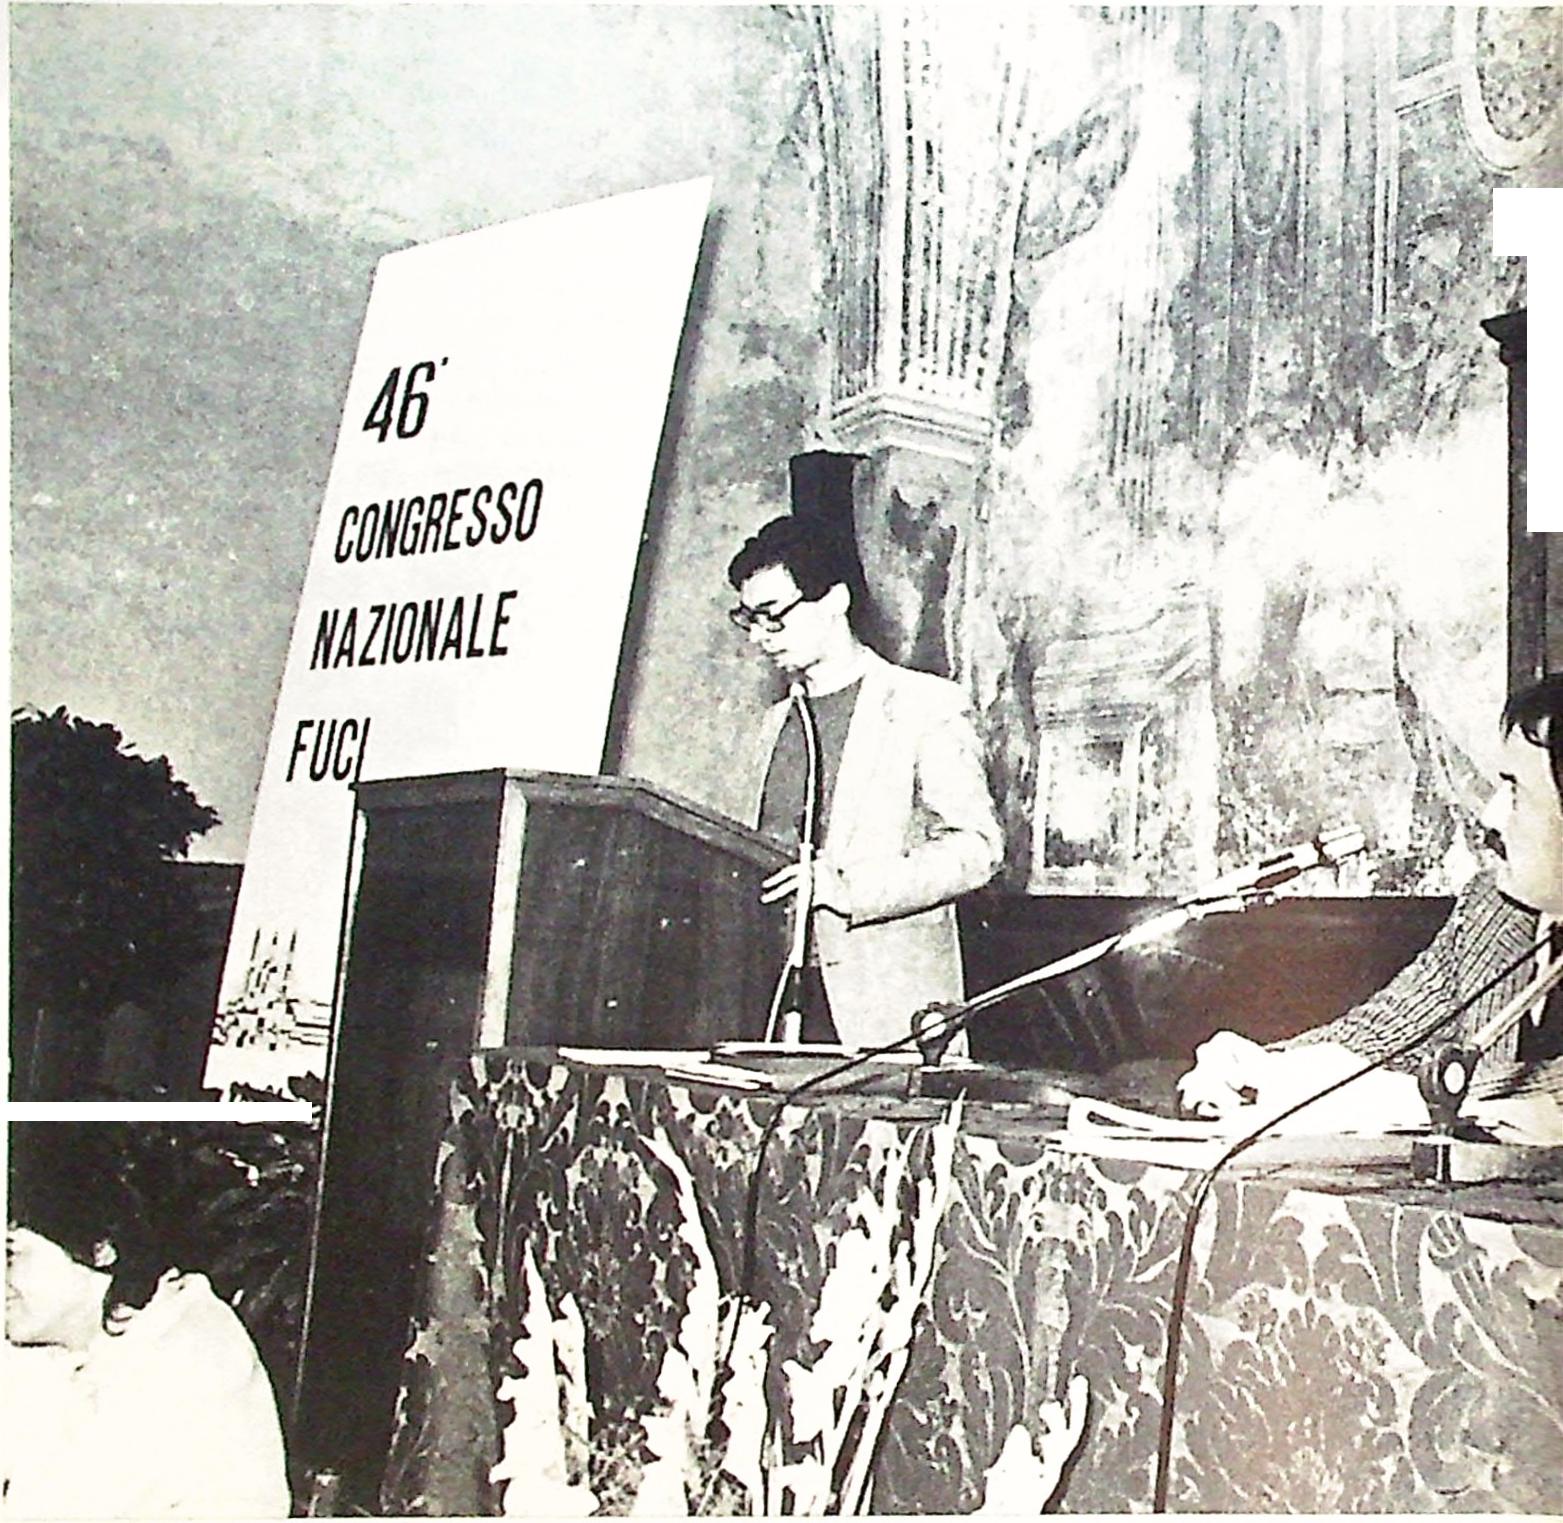 46°
CONGRESSO
NAZIONALE
FUCI